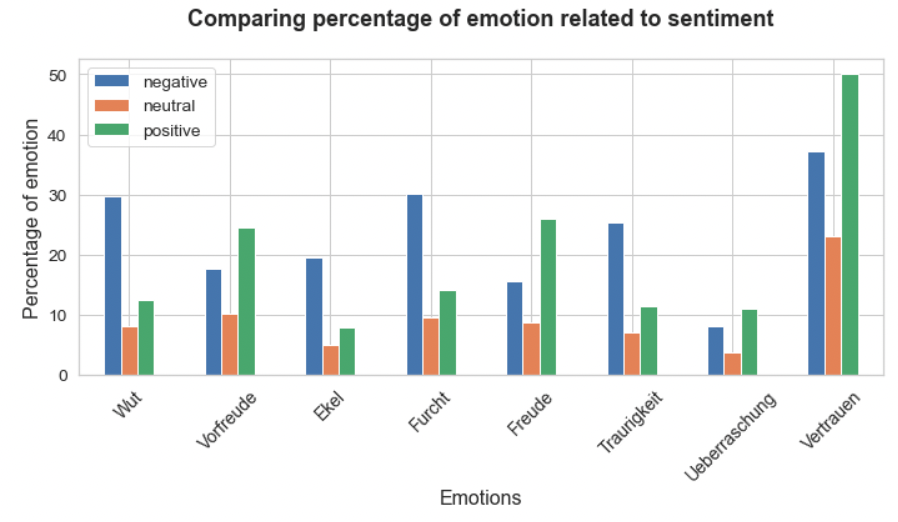 Comparing percentage of emotion related to sentiment
negative
neutral
positive
Percentage of emotion
50
40
30
20
10
0
Wut
Vorfreude
Ekel
Furcht
Freude
Traurigkeit
Ueberraschung
Vertrauen
Emotions